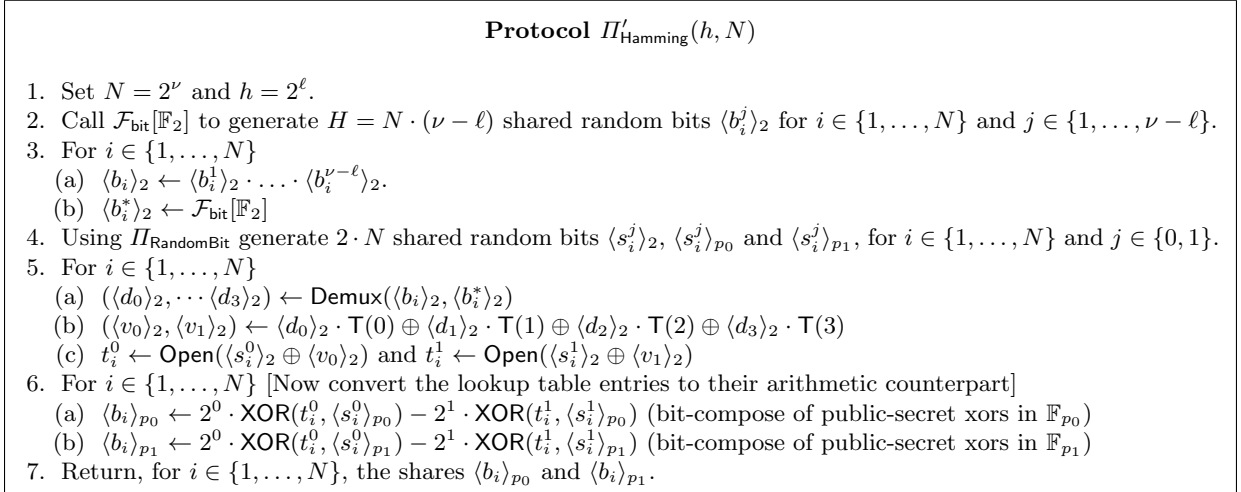 Protocol Π′_Hamming(h, N)
1. Set N = 2^ν and h = 2^ℓ.
2. Call F_bit[𝔽_2] to generate H = N · (ν − ℓ) shared random bits ⟨b_i^j⟩_2 for i ∈ {1, . . . , N} and j ∈ {1, . . . , ν − ℓ}.
3. For i ∈ {1, . . . , N}
(a) ⟨b_i⟩_2 ← ⟨b_i^1⟩_2 · . . . · ⟨b_i^{ν−ℓ}⟩_2.
(b) ⟨b_i^*⟩_2 ← F_bit[𝔽_2]
4. Using Π_RandomBit generate 2 · N shared random bits ⟨s_i^j⟩_2, ⟨s_i^j⟩_{p_0} and ⟨s_i^j⟩_{p_1}, for i ∈ {1, . . . , N} and j ∈ {0, 1}.
5. For i ∈ {1, . . . , N}
(a) (⟨d_0⟩_2, · · · ⟨d_3⟩_2) ← Demux(⟨b_i⟩_2, ⟨b_i^*⟩_2)
(b) (⟨v_0⟩_2, ⟨v_1⟩_2) ← ⟨d_0⟩_2 · T(0) ⊕ ⟨d_1⟩_2 · T(1) ⊕ ⟨d_2⟩_2 · T(2) ⊕ ⟨d_3⟩_2 · T(3)
(c) t_i^0 ← Open(⟨s_i^0⟩_2 ⊕ ⟨v_0⟩_2) and t_i^1 ← Open(⟨s_i^1⟩_2 ⊕ ⟨v_1⟩_2)
6. For i ∈ {1, . . . , N} [Now convert the lookup table entries to their arithmetic counterpart]
(a) ⟨b_i⟩_{p_0} ← 2^0 · XOR(t_i^0, ⟨s_i^0⟩_{p_0}) − 2^1 · XOR(t_i^1, ⟨s_i^1⟩_{p_0}) (bit-compose of public-secret xors in 𝔽_{p_0})
(b) ⟨b_i⟩_{p_1} ← 2^0 · XOR(t_i^0, ⟨s_i^0⟩_{p_1}) − 2^1 · XOR(t_i^1, ⟨s_i^1⟩_{p_1}) (bit-compose of public-secret xors in 𝔽_{p_1})
7. Return, for i ∈ {1, . . . , N}, the shares ⟨b_i⟩_{p_0} and ⟨b_i⟩_{p_1}.